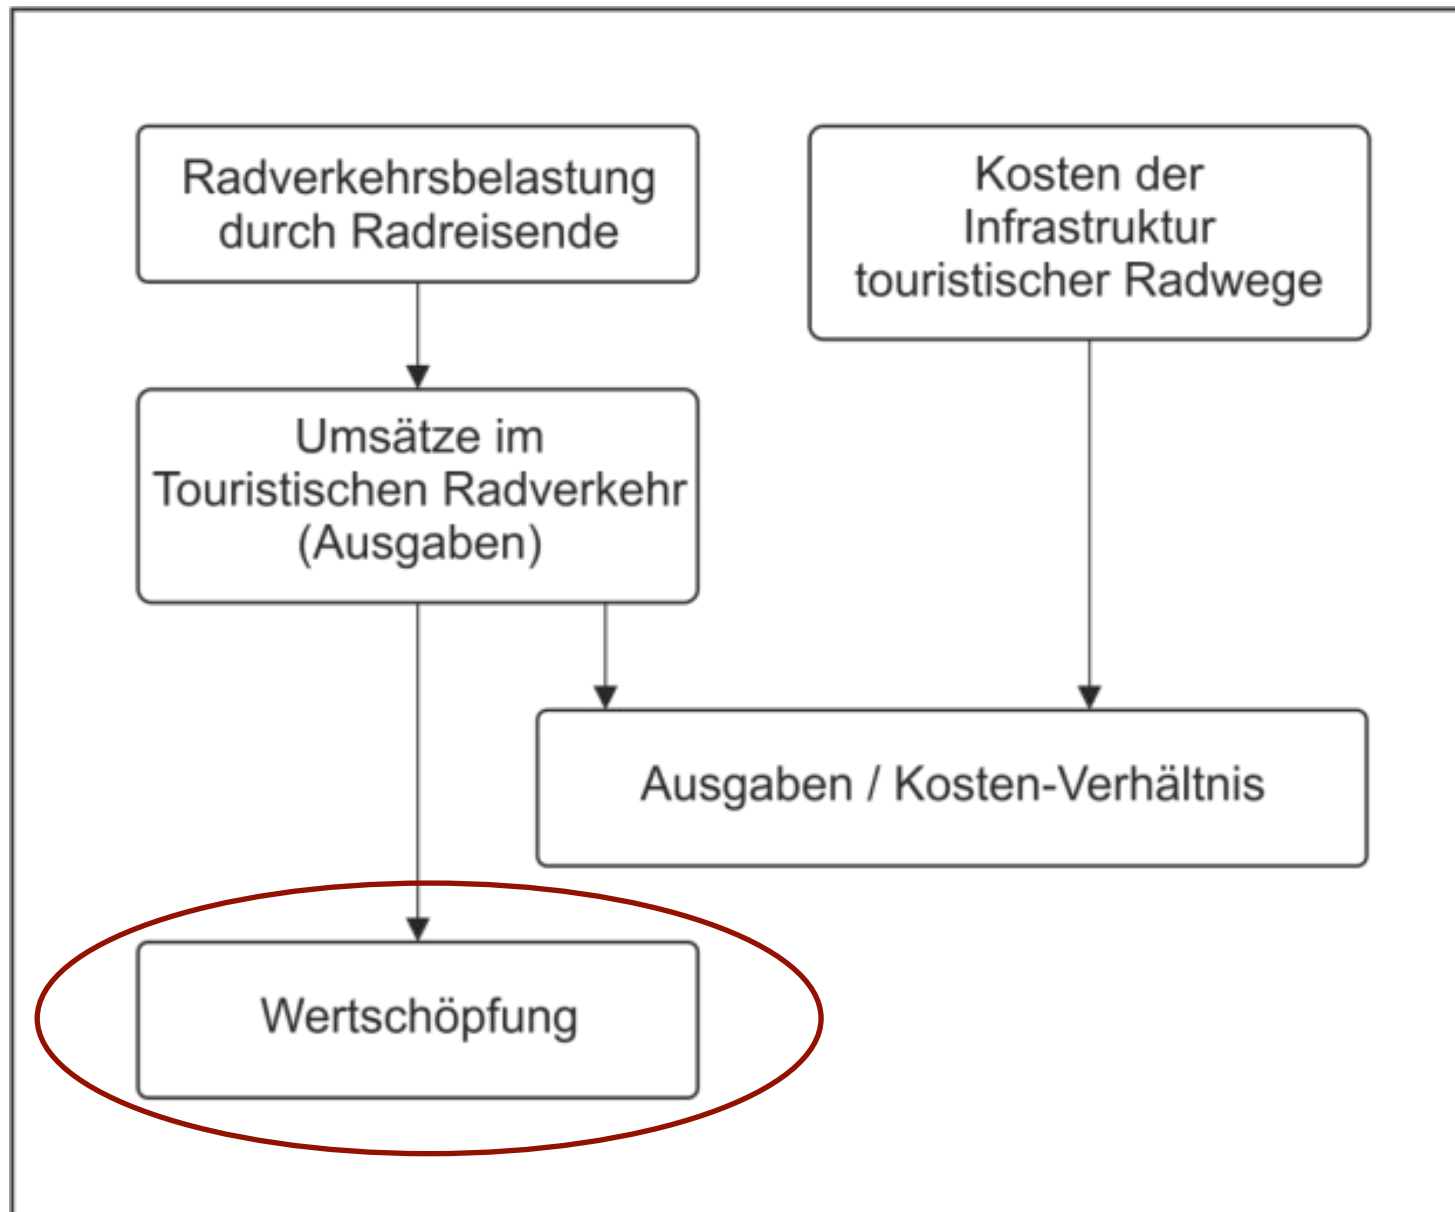 Radverkehrsbelastung
durch Radreisende
Kosten der
Infrastruktur
touristischer Radwege
Umsätze im
Touristischen Radverkehr
(Ausgaben)
Ausgaben / Kosten-Verhältnis
Wertschöpfung